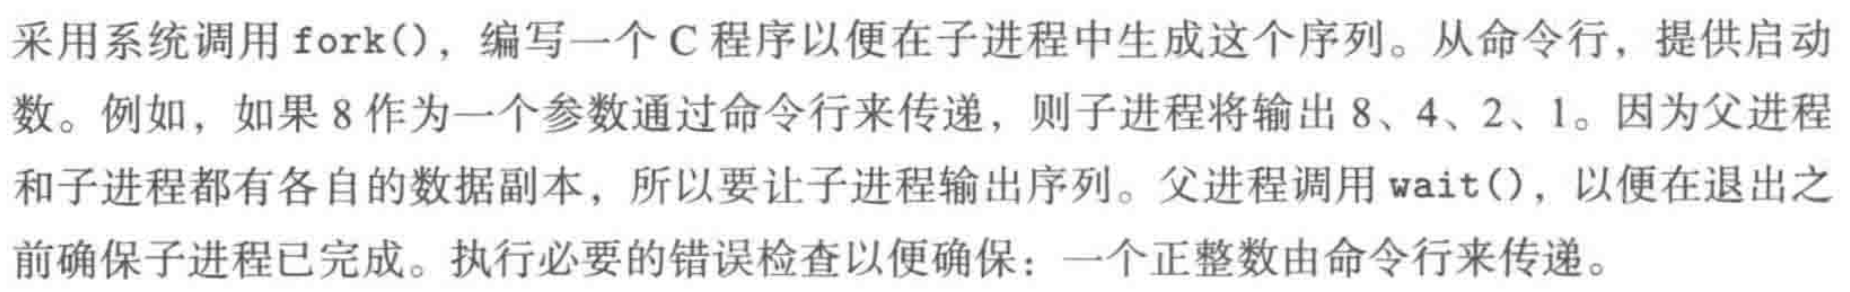 采用系统调用 fork()，编写一个 C 程序以便在子进程中生成这个序列。从命令行，提供启动
数。例如，如果 8 作为一个参数通过命令行来传递，则子进程将输出 8、4、2、1。因为父进程
和子进程都有各自的数据副本，所以要让子进程输出序列。父进程调用 wait()，以便在退出之
前确保子进程已完成。执行必要的错误检查以便确保：一个正整数由命令行来传递。